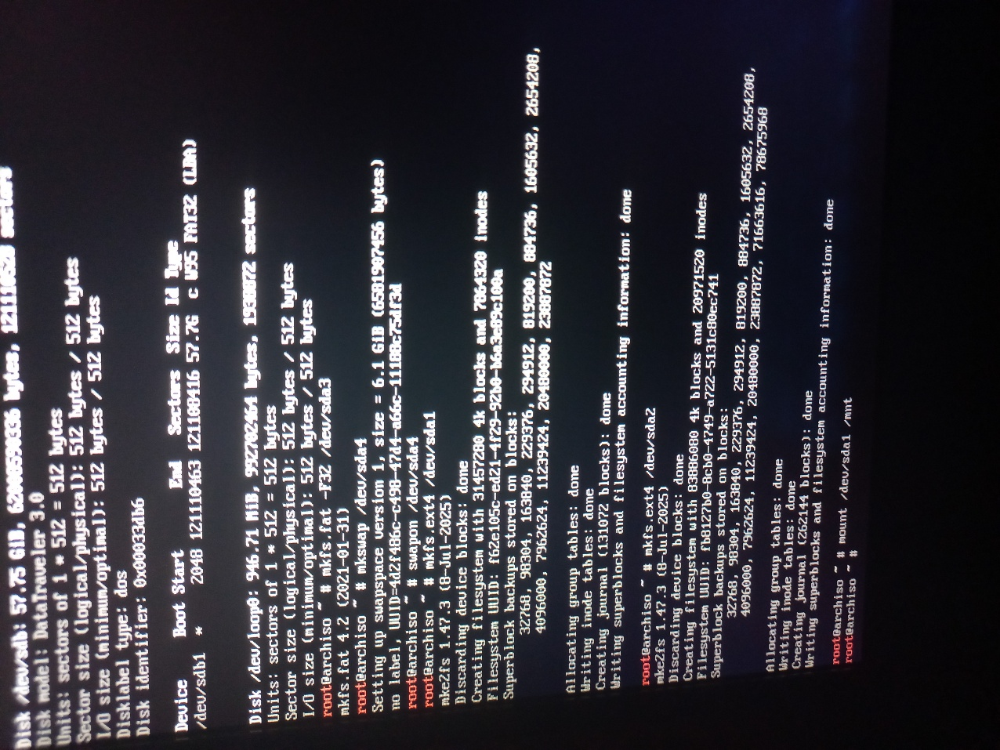 Disk /dev/sdb: 57.75 GiB, 62008590336 bytes, 121110528 sectors
Disk model: DataTraveler 3.0
Units: sectors of 1 * 512 = 512 bytes
Sector size (logical/physical): 512 bytes / 512 bytes
I/O size (minimum/optimal): 512 bytes / 512 bytes
Disklabel type: dos
Disk identifier: 0x00033db6
Device Boot Start End Sectors Size Id Type
/dev/sdb1 * 2048 121110463 121108416 57.7G c W95 FAT32 (LBA)
Disk /dev/loop0: 946.71 MiB, 992702464 bytes, 1938872 sectors
Units: sectors of 1 * 512 = 512 bytes
Sector size (logical/physical): 512 bytes / 512 bytes
I/O size (minimum/optimal): 512 bytes / 512 bytes
root@archiso ~ # mkfs.fat -F32 /dev/sda3
mkfs.fat 4.2 (2021-01-31)
root@archiso ~ # mkswap /dev/sda4
Setting up swapspace version 1, size = 6.1 GiB (6581907456 bytes)
no label, UUID=4d2f486c-c498-47d4-a66c-11188c75df3d
root@archiso ~ # swapon /dev/sda4
root@archiso ~ # mkfs.ext4 /dev/sda1
mke2fs 1.47.3 (8-Jul-2025)
Discarding device blocks: done
Creating filesystem with 31457280 4k blocks and 7864320 inodes
Filesystem UUID: f62e105c-ed21-4f29-92b0-b6a3e89c100a
Superblock backups stored on blocks:
32768, 98304, 163840, 229376, 294912, 819200, 884736, 1605632, 2654208,
4096000, 7962624, 11239424, 20480000, 23887872
Allocating group tables: done
Writing inode tables: done
Creating journal (131072 blocks): done
Writing superblocks and filesystem accounting information: done
root@archiso ~ # mkfs.ext4 /dev/sda2
mke2fs 1.47.3 (8-Jul-2025)
Discarding device blocks: done
Creating filesystem with 83886080 4k blocks and 20971520 inodes
Filesystem UUID: fb8127b0-9cb0-4749-a722-5131c80ec741
Superblock backups stored on blocks:
32768, 98304, 163840, 229376, 294912, 819200, 884736, 1605632, 2654208,
4096000, 7962624, 11239424, 20480000, 23887872, 71663616, 78675968
Allocating group tables: done
Writing inode tables: done
Creating journal (262144 blocks): done
Writing superblocks and filesystem accounting information: done
root@archiso ~ # mount /dev/sda1 /mnt
root@archiso ~ #